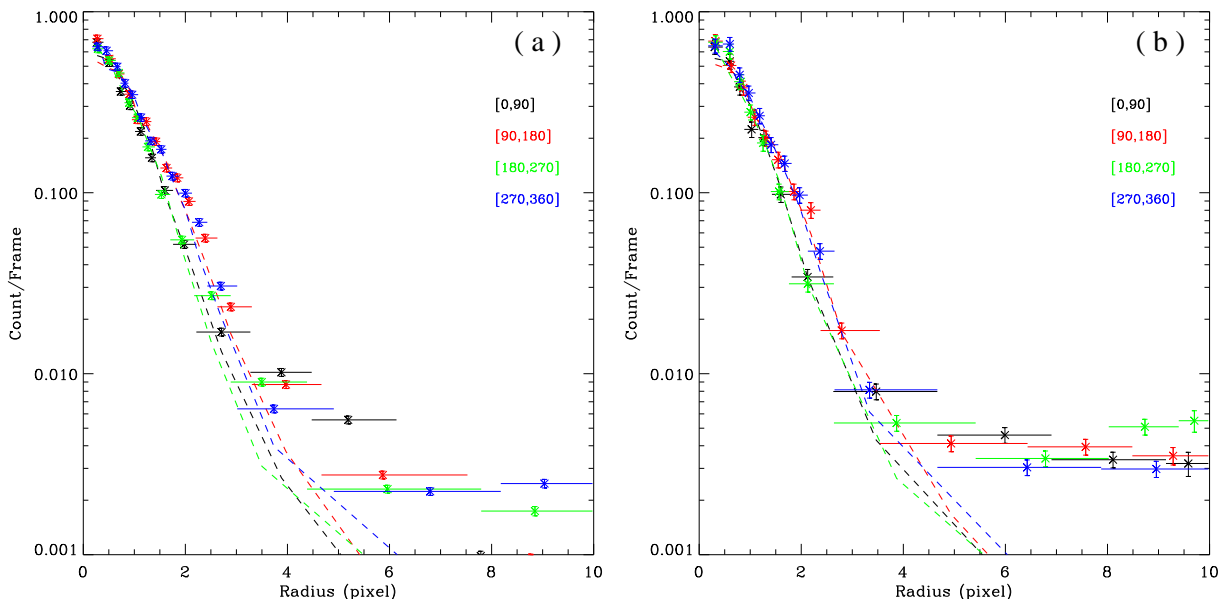 ( a )
[0,90]
[90,180]
[180,270]
[270,360]
Count/Frame
1.000
0.100
0.010
0.001
0 2 4 6 8 10
Radius (pixel)
( b )
[0,90]
[90,180]
[180,270]
[270,360]
Count/Frame
1.000
0.100
0.010
0.001
0 2 4 6 8 10
Radius (pixel)